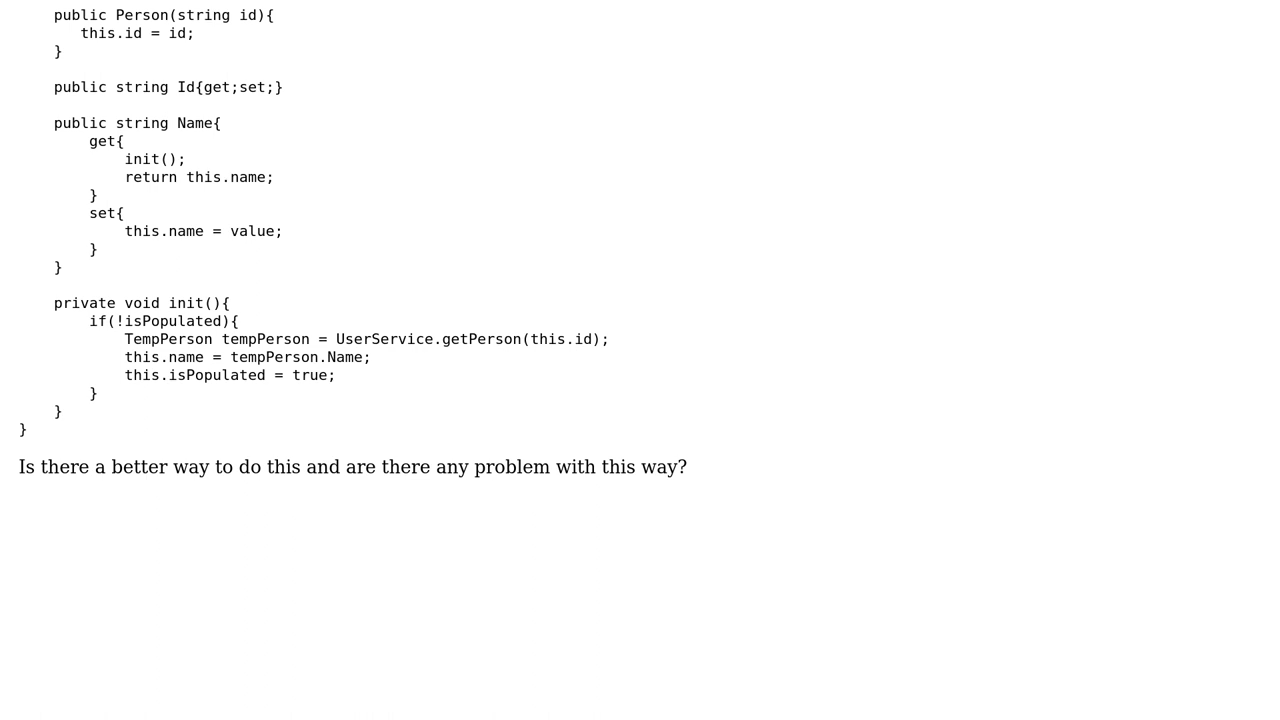 public Person(string id){
this.id = id;
}
public string Id{get;set;}
public string Name{
get{
init();
return this.name;
}
set{
this.name = value;
}
}
private void init(){
if(!isPopulated){
TempPerson tempPerson = UserService.getPerson(this.id);
this.name = tempPerson.Name;
this.isPopulated = true;
}
}
}
Is there a better way to do this and are there any problem with this way?